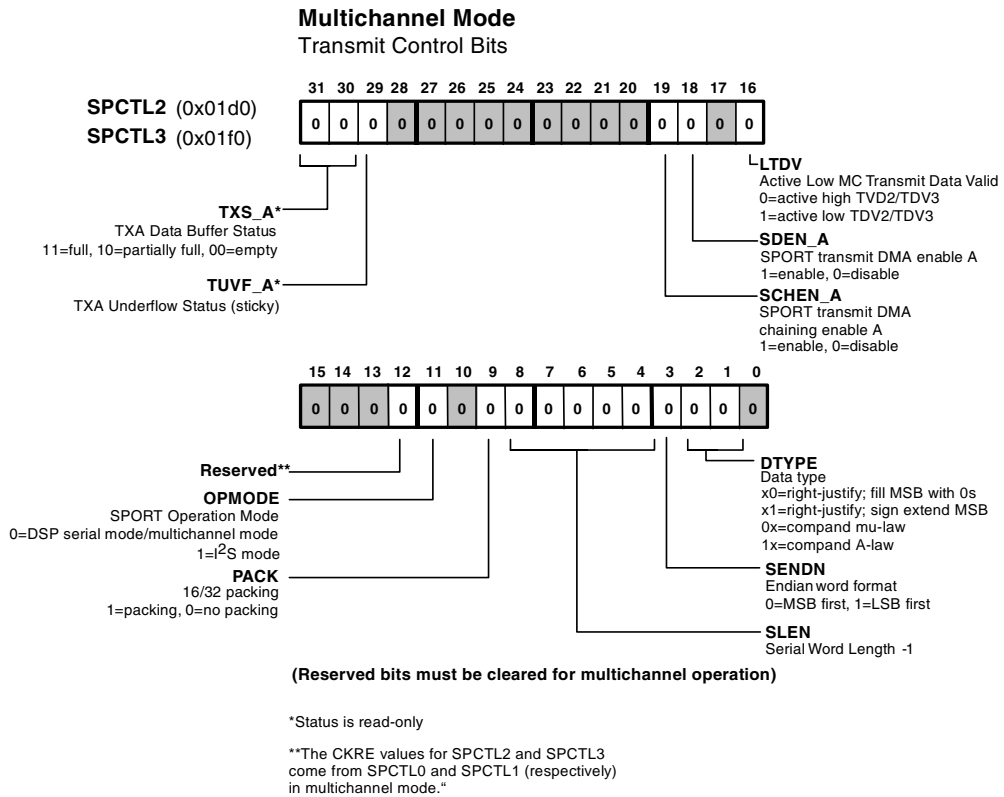 Multichannel Mode
Transmit Control Bits
31 30 29 28 27 26 25 24 23 22 21 20 19 18 17 16
SPCTL2 (0x01d0)
SPCTL3 (0x01f0)
0 0 0 0 0 0 0 0 0 0 0 0 0 0 0 0
TXS_A*
TXA Data Buffer Status
11=full, 10=partially full, 00=empty
TUVF_A*
TXA Underflow Status (sticky)
LTDV
Active Low MC Transmit Data Valid
0=active high TVD2/TDV3
1=active low TDV2/TDV3
SDEN_A
SPORT transmit DMA enable A
1=enable, 0=disable
SCHEN_A
SPORT transmit DMA
chaining enable A
1=enable, 0=disable
15 14 13 12 11 10 9 8 7 6 5 4 3 2 1 0
0 0 0 0 0 0 0 0 0 0 0 0 0 0 0 0
Reserved**
OPMODE
SPORT Operation Mode
0=DSP serial mode/multichannel mode
1=I2S mode
PACK
16/32 packing
1=packing, 0=no packing
DTYPE
Data type
x0=right-justify; fill MSB with 0s
x1=right-justify; sign extend MSB
0x=compand mu-law
1x=compand A-law
SENDN
Endian word format
0=MSB first, 1=LSB first
SLEN
Serial Word Length -1
(Reserved bits must be cleared for multichannel operation)
*Status is read-only
**The CKRE values for SPCTL2 and SPCTL3
come from SPCTL0 and SPCTL1 (respectively)
in multichannel mode.“